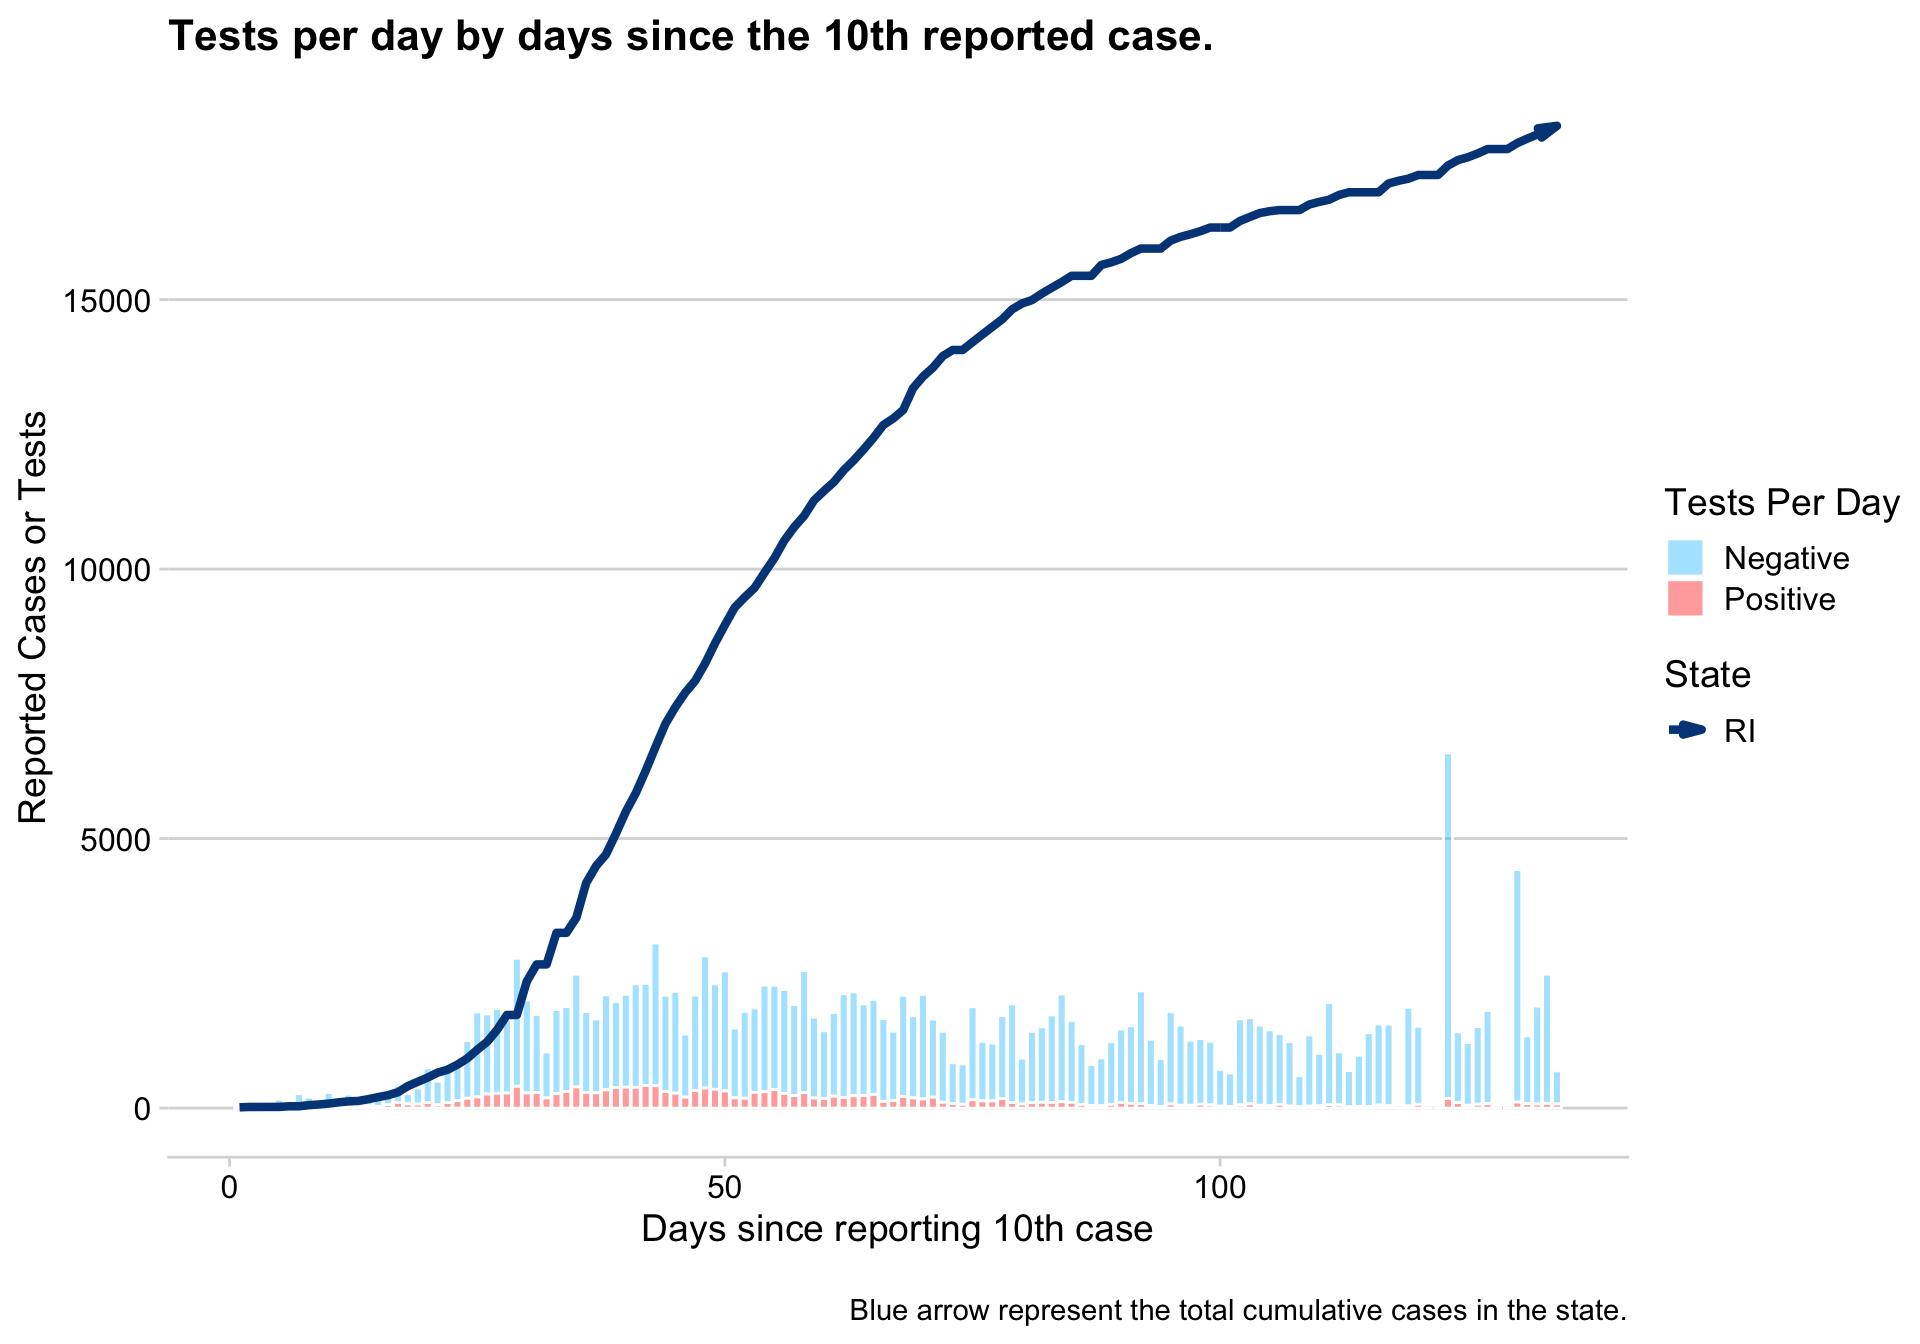 Tests per day by days since the 10th reported case.
15000
10000
5000
0
Reported Cases or Tests
0
50
100
Days since reporting 10th case
Tests Per Day
Negative
Positive
State
RI
Blue arrow represent the total cumulative cases in the state.